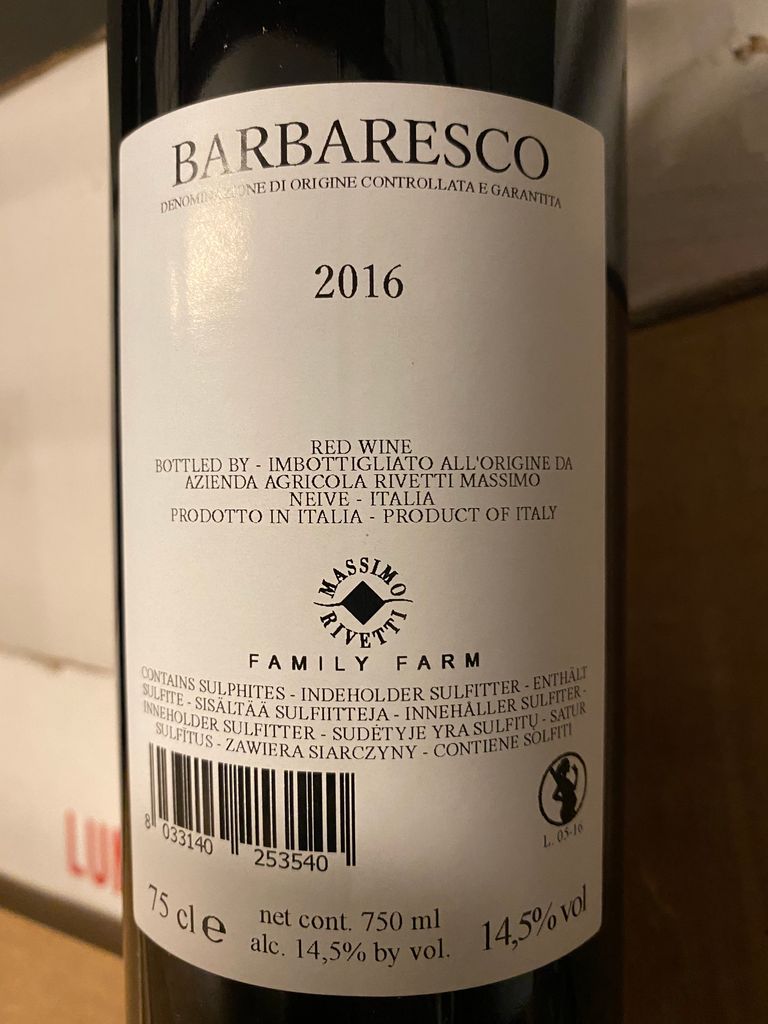 BARBARESCO
DENOMINAZIONE DI ORIGINE CONTROLLATA E GARANTITA
2016
RED WINE
BOTTLED BY - IMBOTTIGLIATO ALL'ORIGINE DA
AZIENDA AGRICOLA RIVETTI MASSIMO
NEIVE - ITALIA
PRODOTTO IN ITALIA - PRODUCT OF ITALY
MASSIMO
RIVETTI
FAMILY FARM
CONTAINS SULPHITES - INDEHOLDER SULFITTER - ENTHÄLT
SULFITE - SISÄLTÄÄ SULFIITTEJA - INNEHÅLLER SULFITER-
INNEHOLDER SULFITTER - SUDĖTYJE YRA SULFITŲ - SATUR
SULFĪTUS - ZAWIERA SIARCZYNY - CONTIENE SOLFITI
8 033140 253540
L. 05-16
75 cl e
net cont. 750 ml
alc. 14,5% by vol.
14,5% vol